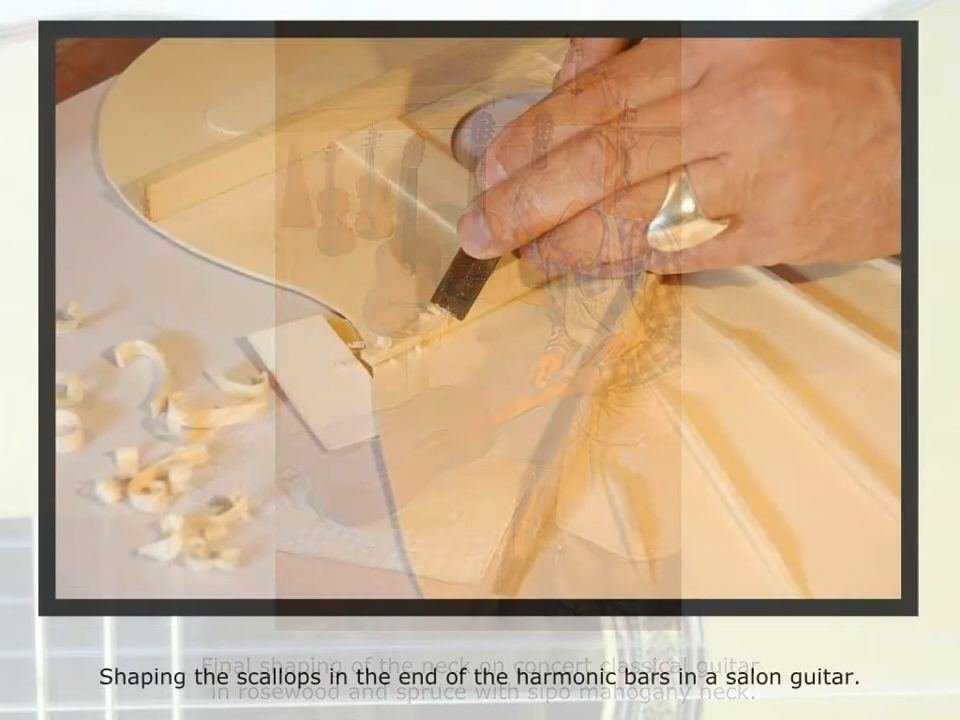 Final shaping of the neck on concert classical guitar
Shaping the scallops in the end of the harmonic bars in a salon guitar.
in rosewood and spruce with sipo mahogany neck.